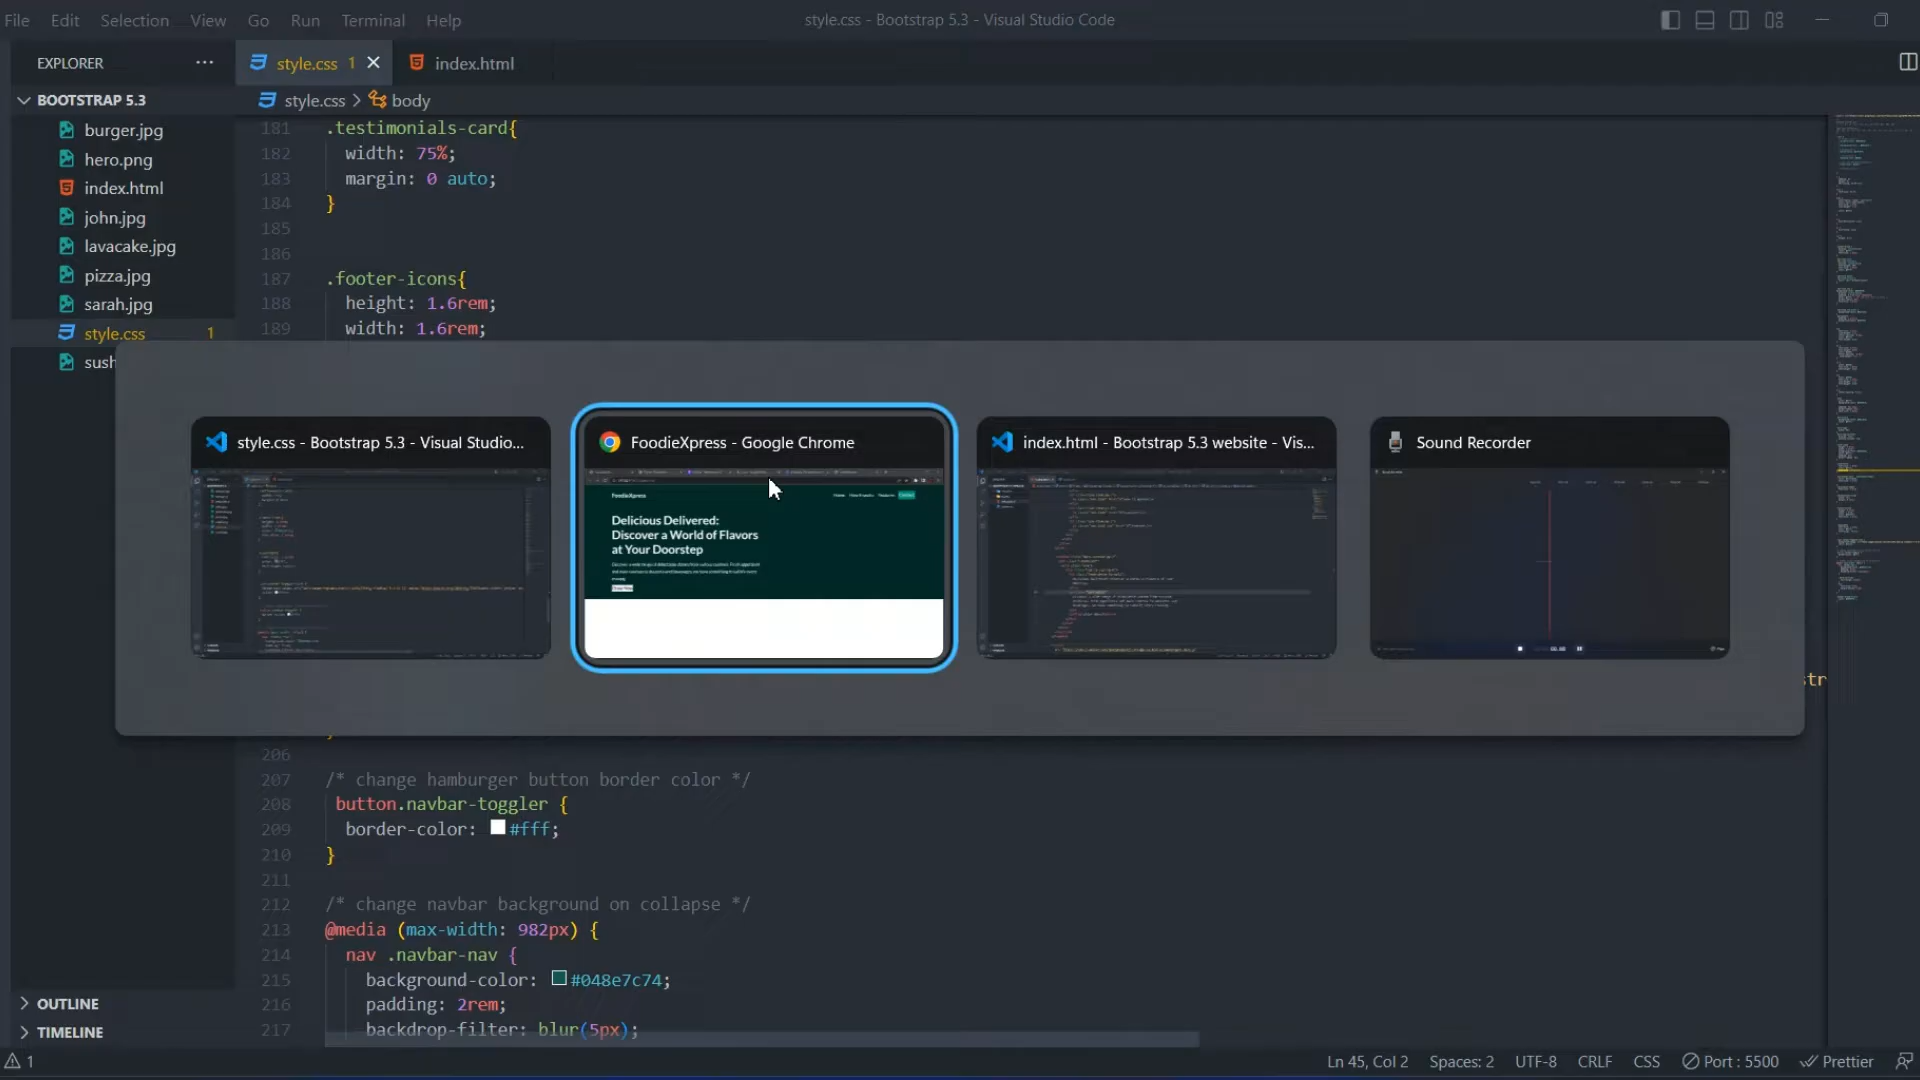 File Edit Selection View Go Run Terminal Help
style.css - Bootstrap 5.3 - Visual Studio Code
EXPLORER ···
style.css 1
index.html
BOOTSTRAP 5.3
style.css > body
burger.jpg
hero.png
index.html
john.jpg
lavacake.jpg
pizza.jpg
sarah.jpg
style.css 1
sush
181 .testimonials-card{
182 width: 75%;
183 margin: 0 auto;
184 }
185
186
187 .footer-icons{
188 height: 1.6rem;
189 width: 1.6rem;
style.css - Bootstrap 5.3 - Visual Studio...
FoodieXpress - Google Chrome
index.html - Bootstrap 5.3 website - Vis...
Sound Recorder
FoodieXpress
Delicious Delivered:
Discover a World of Flavors
at Your Doorstep
str
206
207 /* change hamburger button border color */
208 button.navbar-toggler {
209 border-color: #fff;
210 }
211
212 /* change navbar background on collapse */
213 @media (max-width: 982px) {
214 nav .navbar-nav {
215 background-color: #048e7c74;
216 padding: 2rem;
217 backdrop-filter: blur(5px);
OUTLINE
TIMELINE
1
Ln 45, Col 2 Spaces: 2 UTF-8 CRLF CSS Port : 5500 Prettier